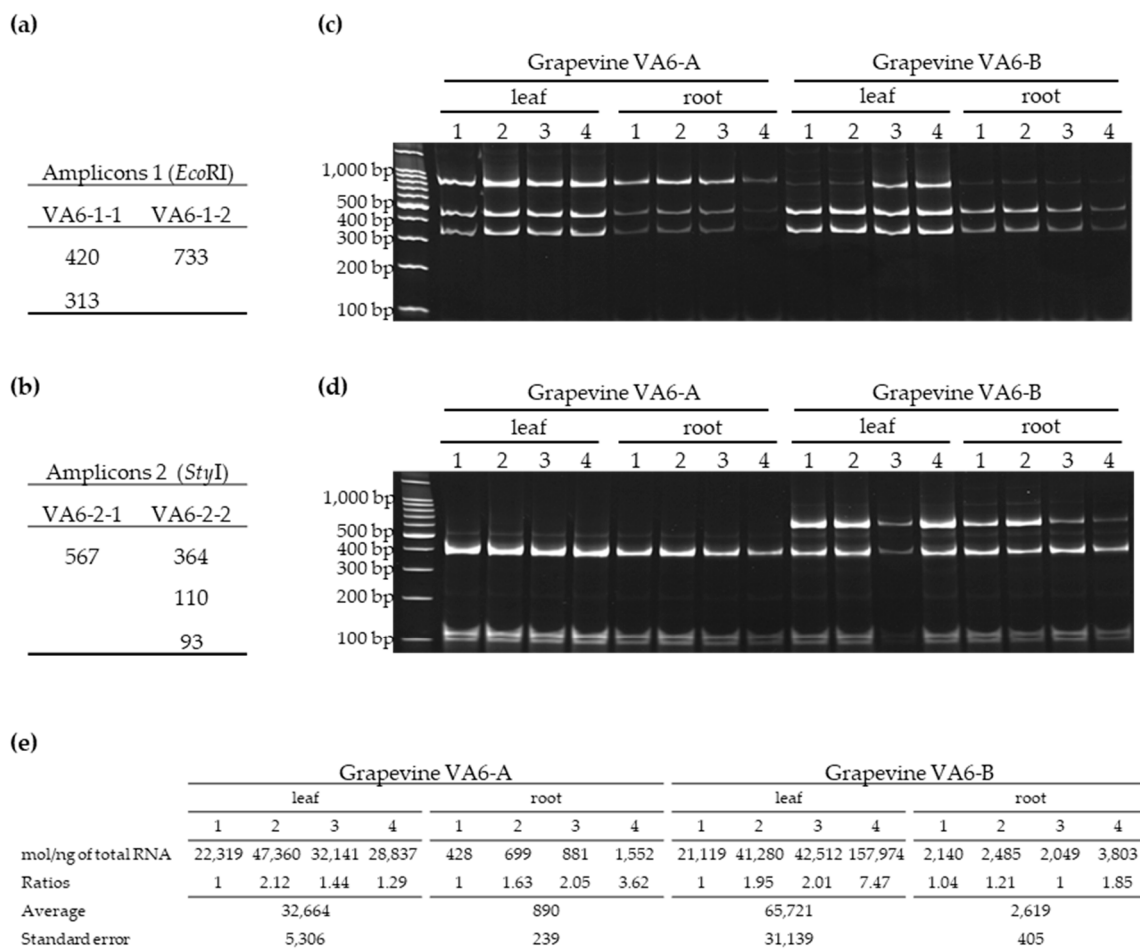 (a)
Amplicons 1 (EcoRI)
VA6-1-1 VA6-1-2
420 733
313
(c)
Grapevine VA6-A Grapevine VA6-B
leaf root leaf root
1 2 3 4 1 2 3 4 1 2 3 4 1 2 3 4
1,000 bp
500 bp
400 bp
300 bp
200 bp
100 bp
(b)
Amplicons 2 (StyI)
VA6-2-1 VA6-2-2
567 364
110
93
(d)
Grapevine VA6-A Grapevine VA6-B
leaf root leaf root
1 2 3 4 1 2 3 4 1 2 3 4 1 2 3 4
1,000 bp
500 bp
400 bp
300 bp
200 bp
100 bp
(e)
Grapevine VA6-A Grapevine VA6-B
leaf root leaf root
1 2 3 4 1 2 3 4 1 2 3 4 1 2 3 4
mol/ng of total RNA 22,319 47,360 32,141 28,837 428 699 881 1,552 21,119 41,280 42,512 157,974 2,140 2,485 2,049 3,803
Ratios 1 2.12 1.44 1.29 1 1.63 2.05 3.62 1 1.95 2.01 7.47 1.04 1.21 1 1.85
Average 32,664 890 65,721 2,619
Standard error 5,306 239 31,139 405